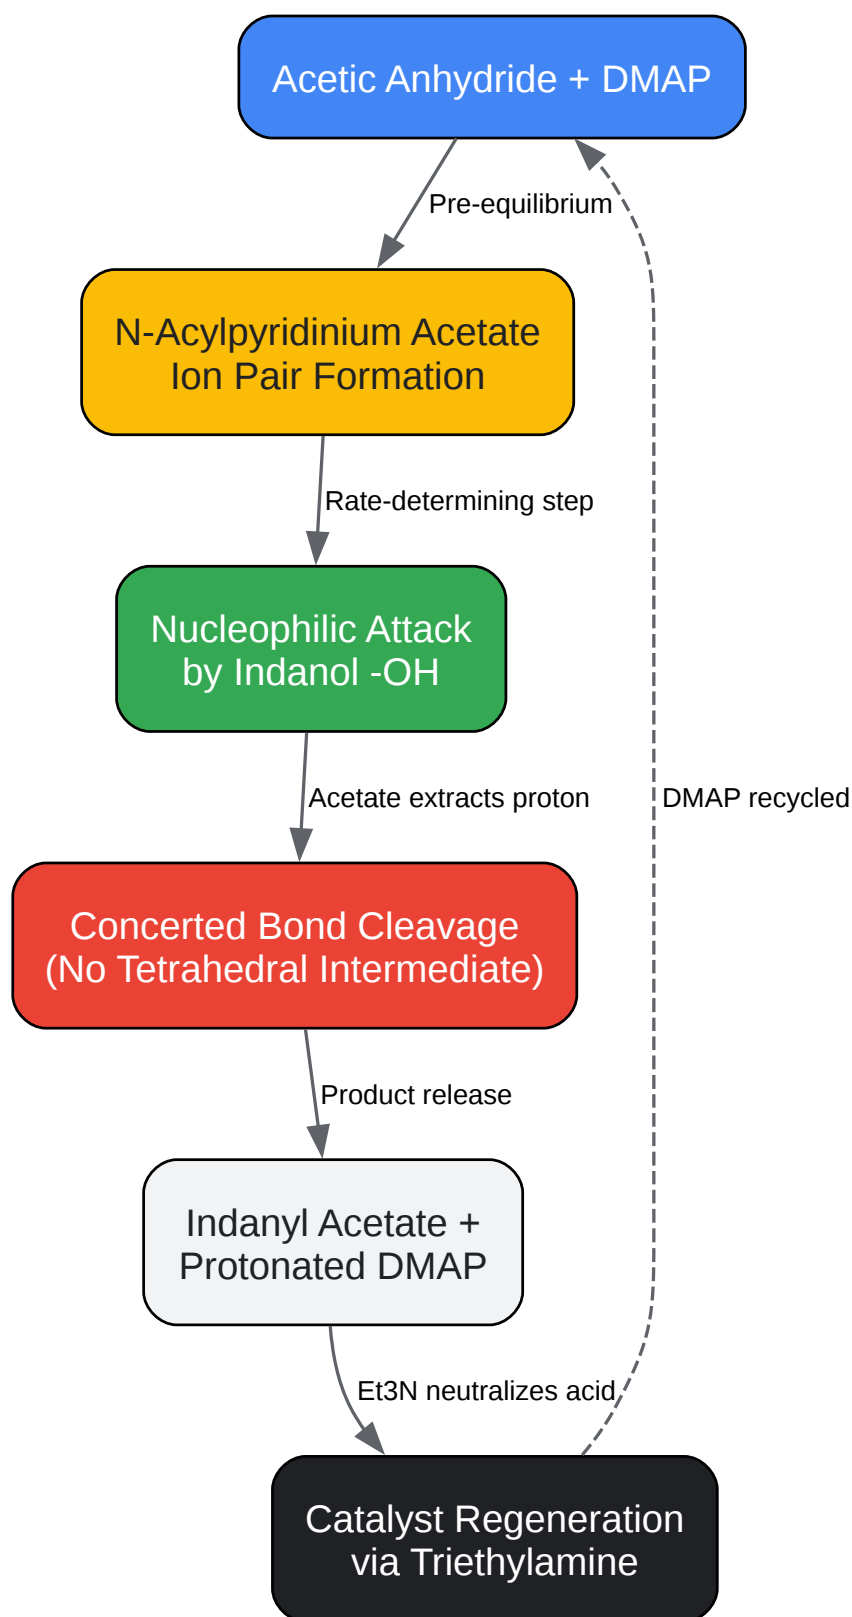 Acetic Anhydride + DMAP
Pre-equilibrium
N-Acylpyridinium Acetate
Ion Pair Formation
Rate-determining step
Nucleophilic Attack
by Indanol -OH
Acetate extracts proton
DMAP recycled
Concerted Bond Cleavage
(No Tetrahedral Intermediate)
Product release
Indanyl Acetate +
Protonated DMAP
Et3N neutralizes acid
Catalyst Regeneration
via Triethylamine